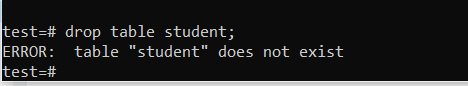 test=# drop table student;
ERROR:  table "student" does not exist
test=#